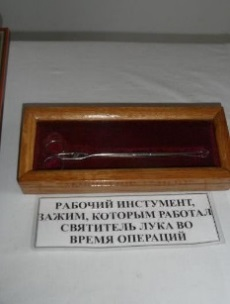 РАБОЧИЙ ИНСТУМЕНТ,
ЗАЖИМ, КОТОРЫМ РАБОТАЛ
СВЯТИТЕЛЬ ЛУКА ВО
ВРЕМЯ ОПЕРАЦИЙ